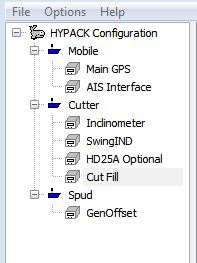 File Options Help
HYPACK Configuration
Mobile
Main GPS
AIS Interface
Cutter
Inclinometer
SwingIND
HD25A Optional
Cut Fill
Spud
GenOffset